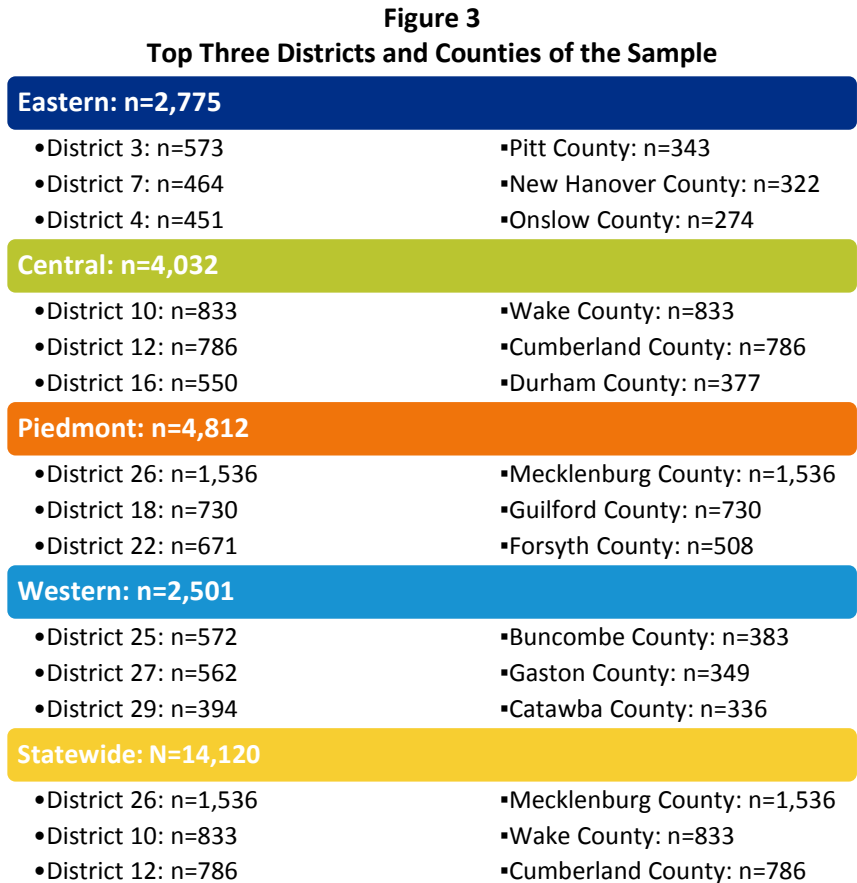 Figure 3
Top Three Districts and Counties of the Sample
Eastern: n=2,775
•District 3: n=573 ▪Pitt County: n=343
•District 7: n=464 ▪New Hanover County: n=322
•District 4: n=451 ▪Onslow County: n=274
Central: n=4,032
•District 10: n=833 ▪Wake County: n=833
•District 12: n=786 ▪Cumberland County: n=786
•District 16: n=550 ▪Durham County: n=377
Piedmont: n=4,812
•District 26: n=1,536 ▪Mecklenburg County: n=1,536
•District 18: n=730 ▪Guilford County: n=730
•District 22: n=671 ▪Forsyth County: n=508
Western: n=2,501
•District 25: n=572 ▪Buncombe County: n=383
•District 27: n=562 ▪Gaston County: n=349
•District 29: n=394 ▪Catawba County: n=336
Statewide: N=14,120
•District 26: n=1,536 ▪Mecklenburg County: n=1,536
•District 10: n=833 ▪Wake County: n=833
•District 12: n=786 ▪Cumberland County: n=786